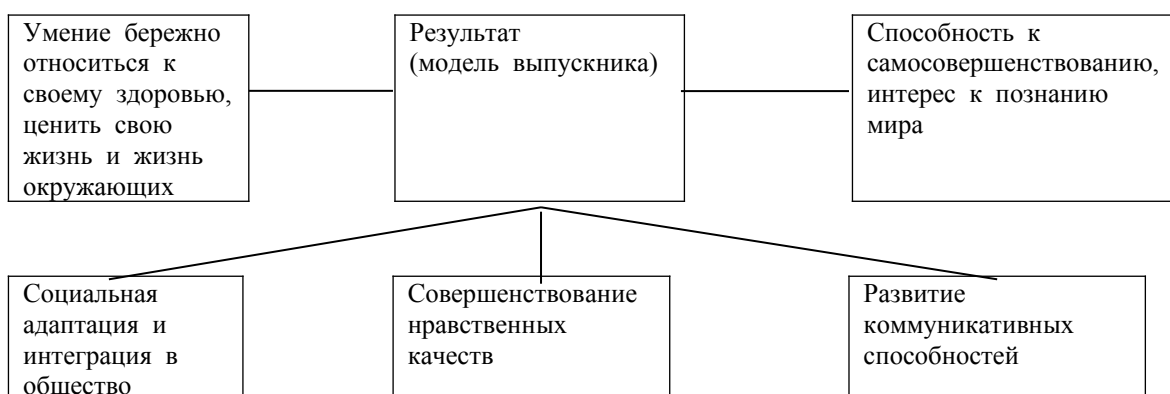 Умение бережно
относиться к
своему здоровью,
ценить свою
жизнь и жизнь
окружающих
Результат
(модель выпускника)
Способность к
самосовершенствованию,
интерес к познанию
мира
Социальная
адаптация и
интеграция в
общество
Совершенствование
нравственных
качеств
Развитие
коммуникативных
способностей